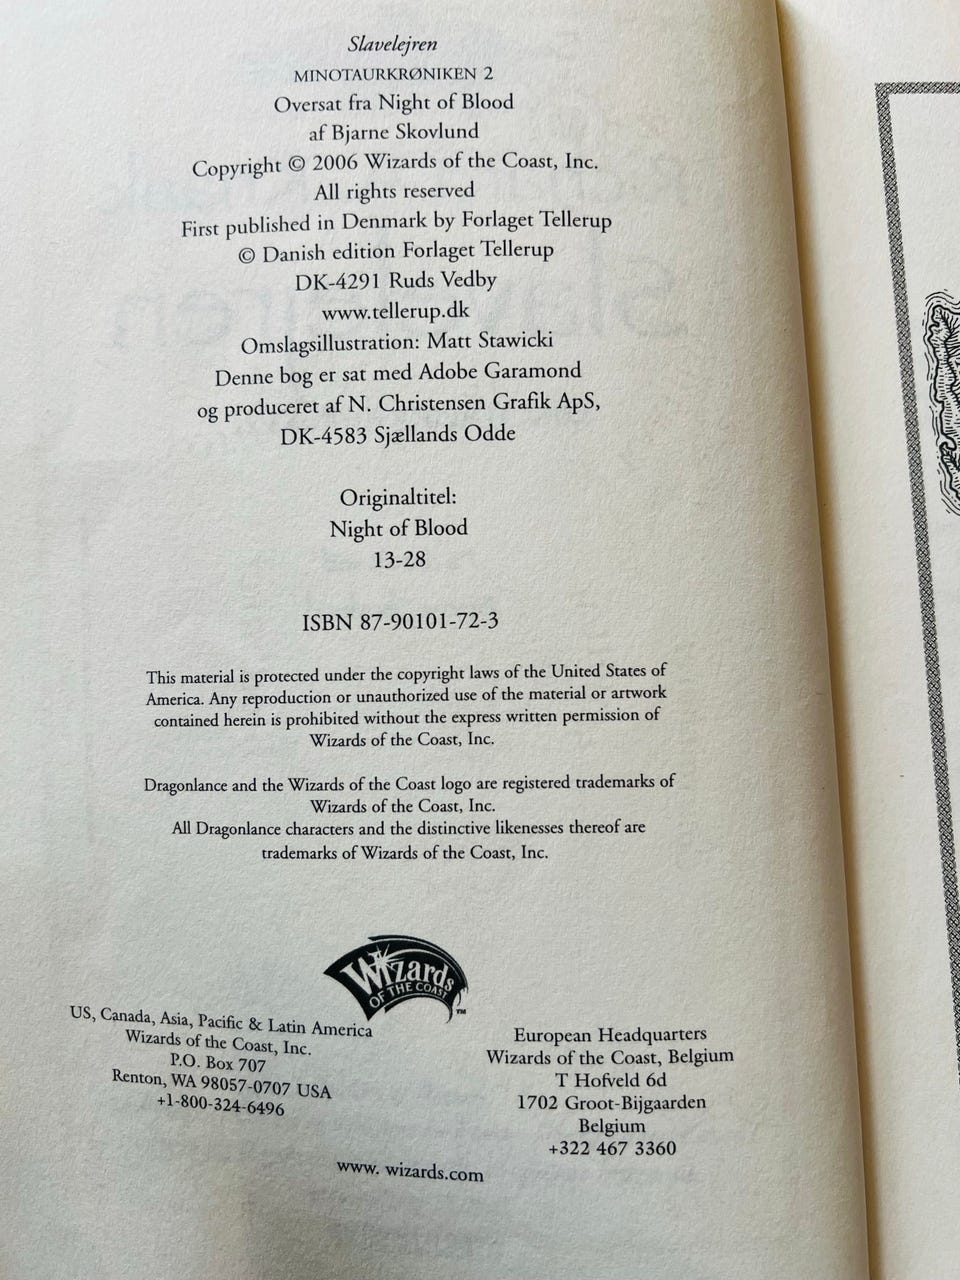 Slavelejren
MINOTAURKRØNIKEN 2
Oversat fra Night of Blood
af Bjarne Skovlund
Copyright © 2006 Wizards of the Coast, Inc.
All rights reserved
First published in Denmark by Forlaget Tellerup
© Danish edition Forlaget Tellerup
DK-4291 Ruds Vedby
www.tellerup.dk
Omslagsillustration: Matt Stawicki
Denne bog er sat med Adobe Garamond
og produceret af N. Christensen Grafik ApS,
DK-4583 Sjællands Odde
Originaltitel:
Night of Blood
13-28
ISBN 87-90101-72-3
This material is protected under the copyright laws of the United States of
America. Any reproduction or unauthorized use of the material or artwork
contained herein is prohibited without the express written permission of
Wizards of the Coast, Inc.
Dragonlance and the Wizards of the Coast logo are registered trademarks of
Wizards of the Coast, Inc.
All Dragonlance characters and the distinctive likenesses thereof are
trademarks of Wizards of the Coast, Inc.
Wizards
OF THE COAST
™
US, Canada, Asia, Pacific & Latin America
Wizards of the Coast, Inc.
P.O. Box 707
Renton, WA 98057-0707 USA
+1-800-324-6496
European Headquarters
Wizards of the Coast, Belgium
T Hofveld 6d
1702 Groot-Bijgaarden
Belgium
+322 467 3360
www. wizards.com